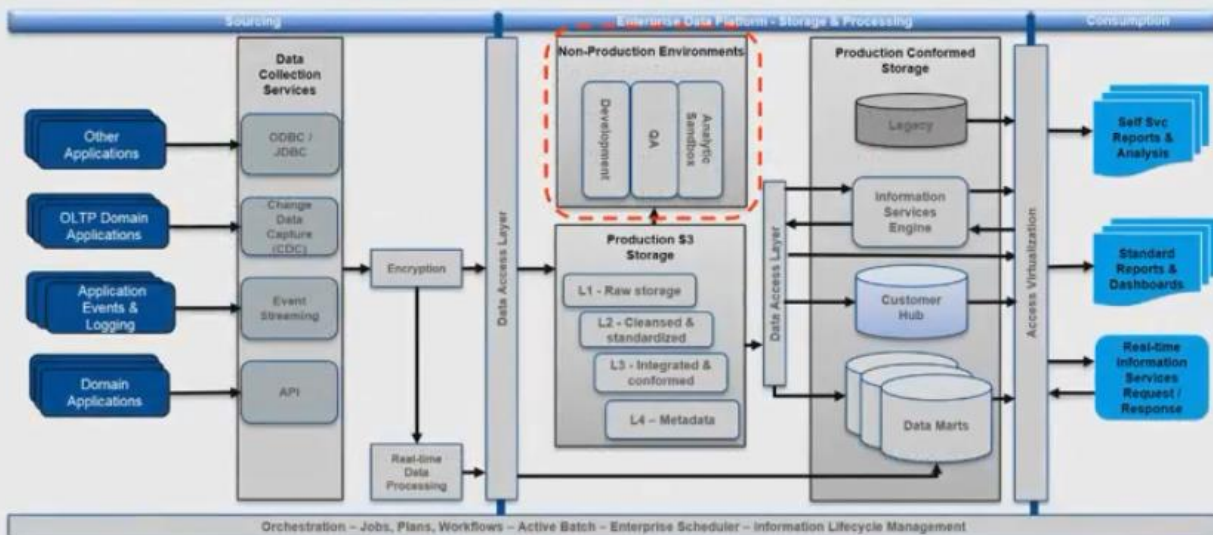 Sourcing
Enterprise Data Platform - Storage & Processing
Consumption
Data
Collection
Services
Other
Applications
ODBC /
JDBC
OLTP Domain
Applications
Change
Data
Capture
(CDC)
Application
Events &
Logging
Event
Streaming
Domain
Applications
API
Encryption
Real-time
Data
Processing
Data Access Layer
Non-Production Environments
Development
QA
Analytic
Sandbox
Production S3
Storage
L1 - Raw storage
L2 - Cleansed &
standardized
L3 - Integrated &
conformed
L4 – Metadata
Data Access Layer
Production Conformed
Storage
Legacy
Information
Services
Engine
Customer
Hub
Data Marts
Access Virtualization
Self Svc
Reports &
Analysis
Standard
Reports &
Dashboards
Real-time
Information
Services
Request /
Response
Orchestration – Jobs, Plans, Workflows – Active Batch – Enterprise Scheduler – Information Lifecycle Management